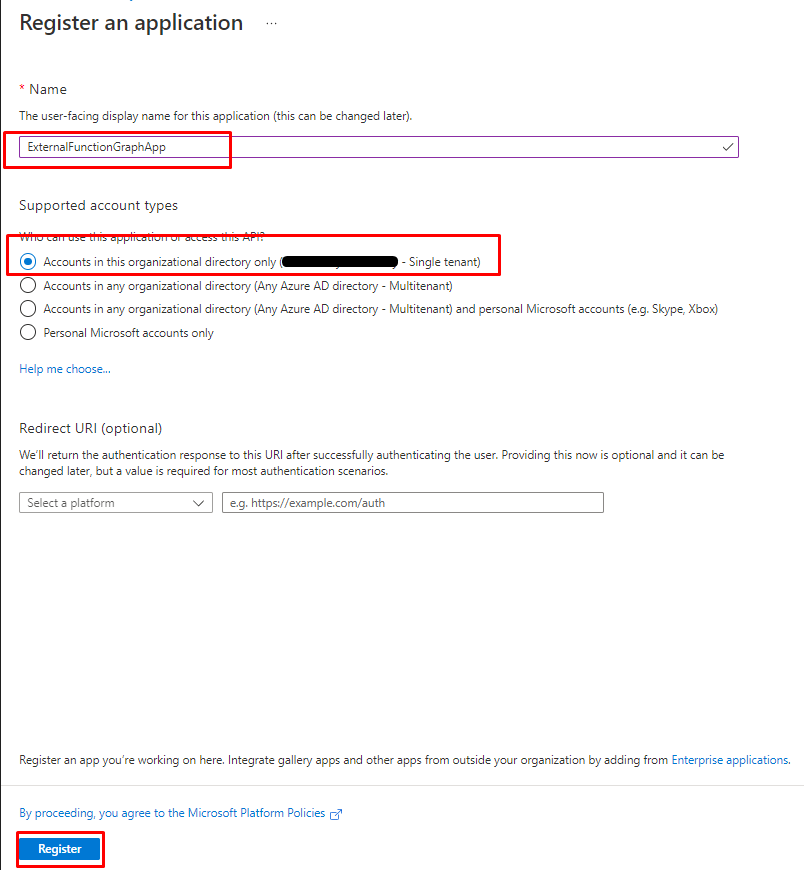 Register an application ...
* Name
The user-facing display name for this application (this can be changed later).
ExternalFunctionGraphApp
Supported account types
Who can use this application or access this API?
Accounts in this organizational directory only ( - Single tenant)
Accounts in any organizational directory (Any Azure AD directory - Multitenant)
Accounts in any organizational directory (Any Azure AD directory - Multitenant) and personal Microsoft accounts (e.g. Skype, Xbox)
Personal Microsoft accounts only
Help me choose...
Redirect URI (optional)
We'll return the authentication response to this URI after successfully authenticating the user. Providing this now is optional and it can be
changed later, but a value is required for most authentication scenarios.
Select a platform e.g. https://example.com/auth
Register an app you're working on here. Integrate gallery apps and other apps from outside your organization by adding from Enterprise applications.
By proceeding, you agree to the Microsoft Platform Policies
Register